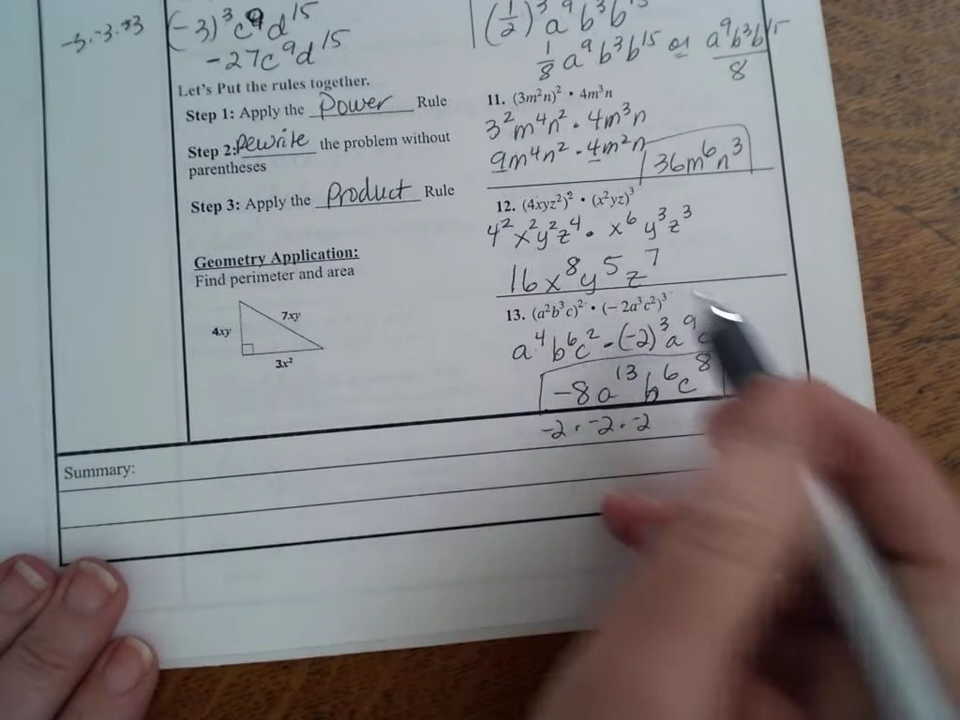 -3.-3.-3
(-3)³c⁹d¹⁵
-27c⁹d¹⁵
Let's Put the rules together.
Step 1: Apply the Power Rule
Step 2: Rewrite the problem without
parentheses
Step 3: Apply the Product Rule
Geometry Application:
Find perimeter and area
4xy
7xy
3x²
(1/2)³a⁹b³b¹⁵
1/8 a⁹b³b¹⁵ or a⁹b³b¹⁵/8
11. (3m²n)² • 4m³n
3²m⁴n² • 4m³n
9m⁴n² • 4m²n
36m⁶n³
12. (4xyz²)² • (x²yz)³
4²x²y²z⁴ • x⁶y³z³
16x⁸y⁵z⁷
13. (a²b³c)² • (-2a³c²)³
a⁴b⁶c² • (-2)³a⁹c
-8a¹³b⁶c⁸
-2 • -2 • -2
Summary: